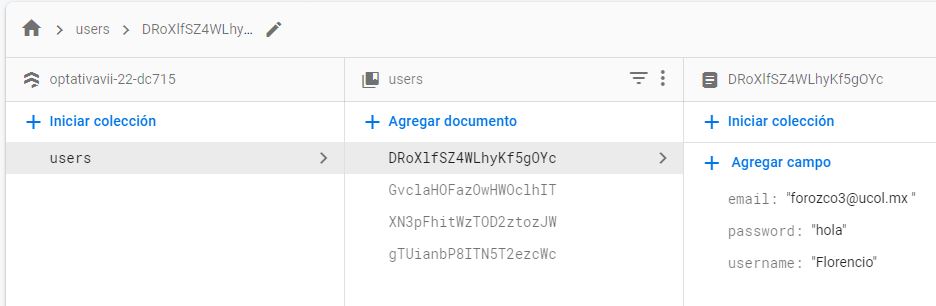 users DRoXlfSZ4WLhy...
optativavii-22-dc715
users
DRoXlfSZ4WLhyKf5gOYc
Iniciar colección
Agregar documento
Iniciar colección
users
DRoXlfSZ4WLhyKf5gOYc
GvclaHOFazOwHWOclhIT
XN3pFhitWzTOD2ztozJW
gTUianbP8ITN5T2ezcWc
Agregar campo
email: "forozco3@ucol.mx "
password: "hola"
username: "Florencio"